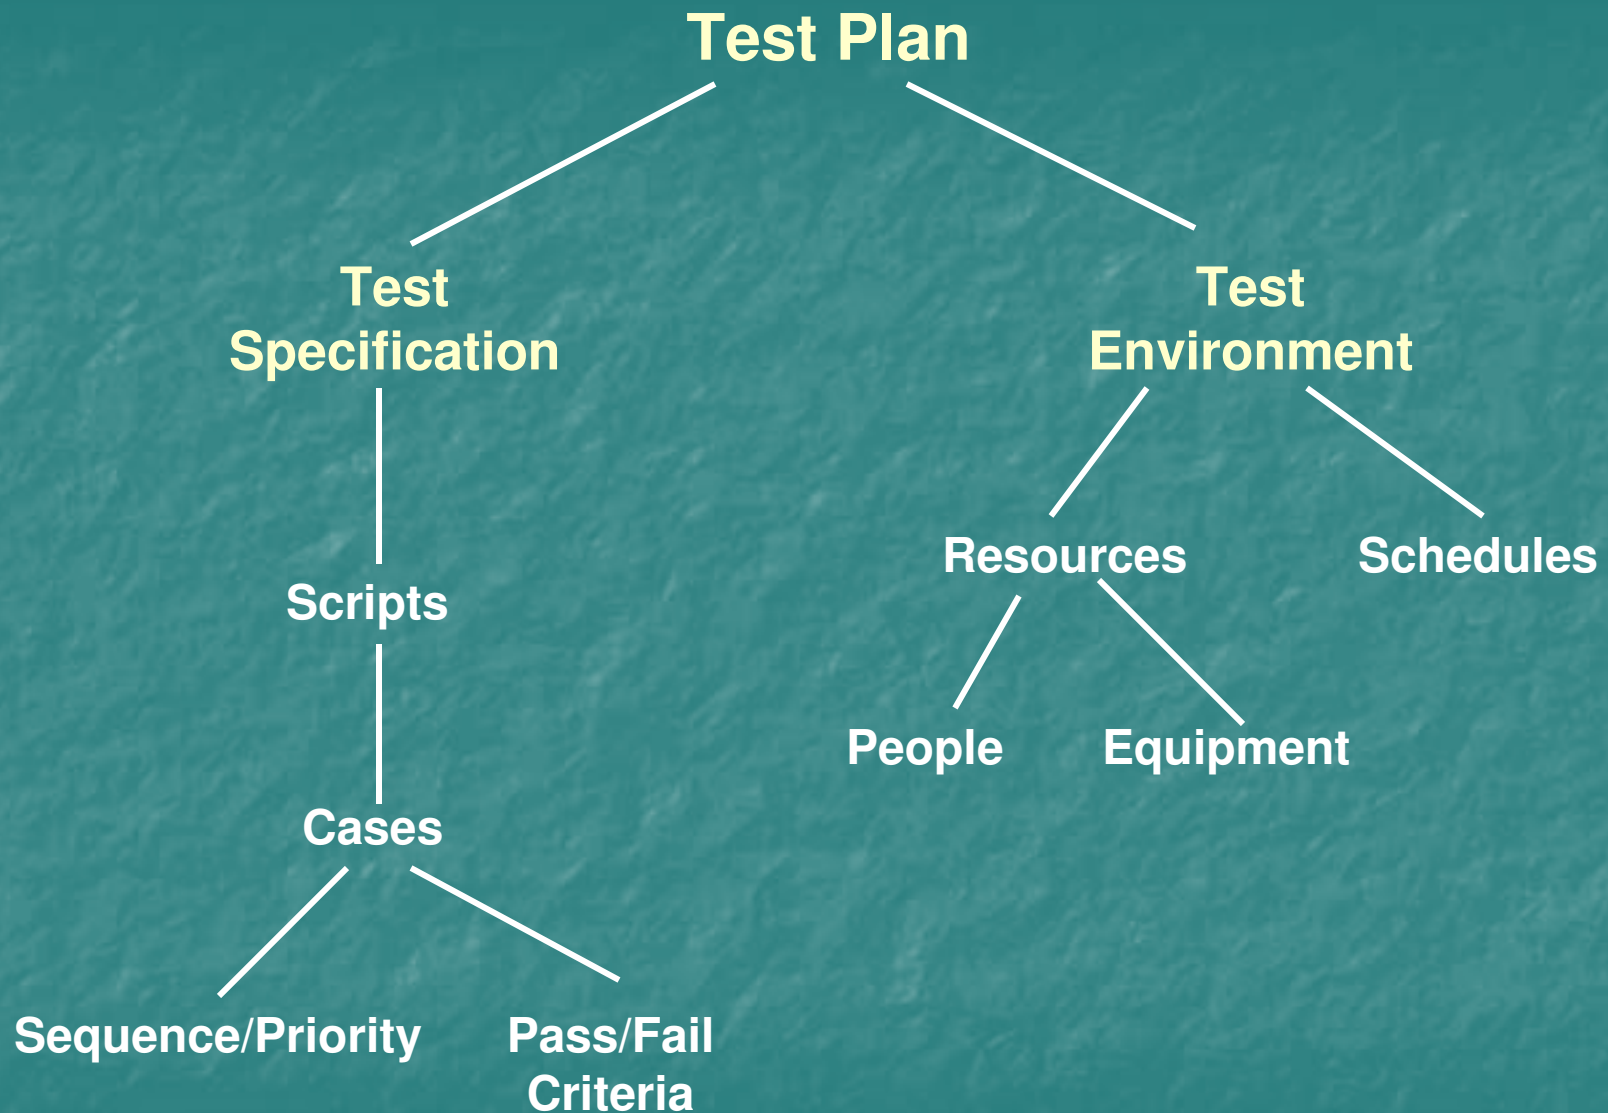 Test Plan
Test
Specification
Test
Environment
Resources
Schedules
Scripts
People
Equipment
Cases
Sequence/Priority
Pass/Fail
Criteria